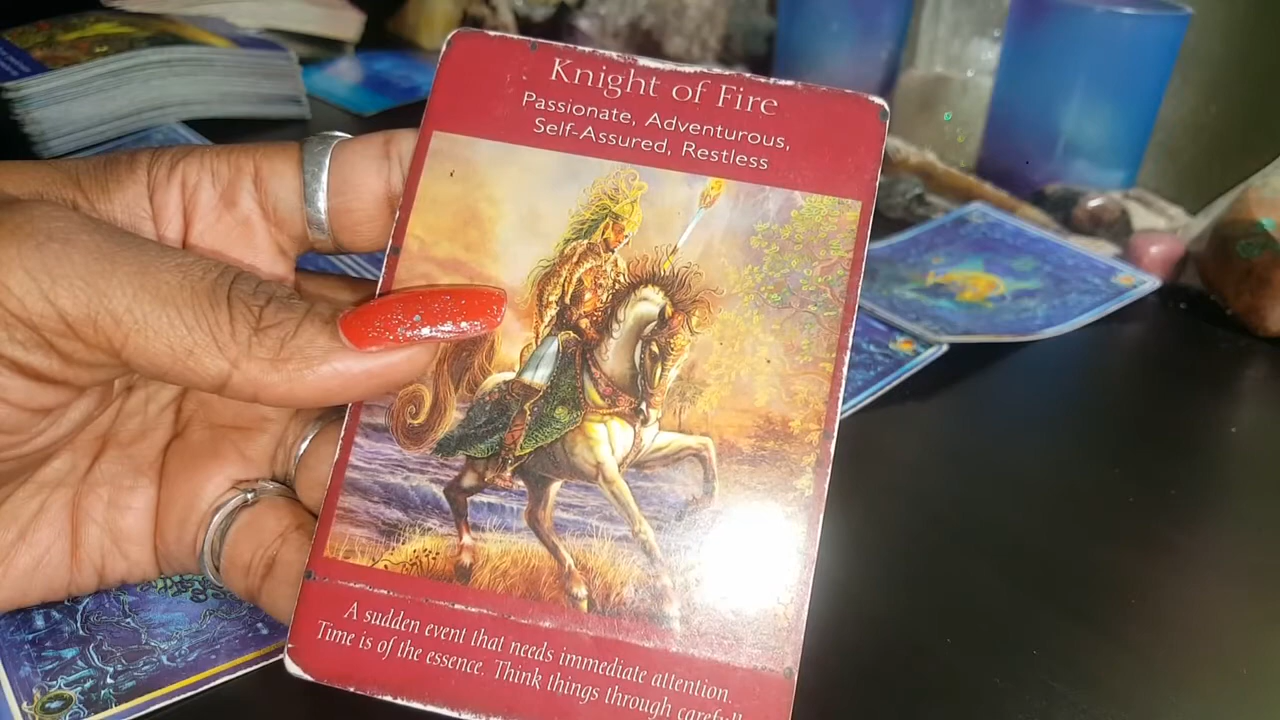 Knight of Fire
Passionate, Adventurous,
Self-Assured, Restless
A sudden event that needs immediate attention.
Time is of the essence. Think things through